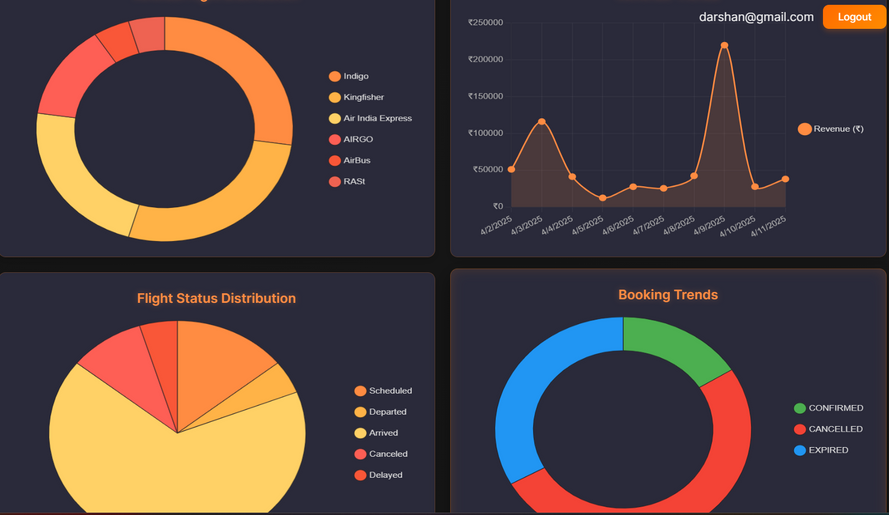 darshan@gmail.com
Logout
Indigo
Kingfisher
Air India Express
AIRGO
AirBus
RASt
₹250000
₹200000
₹150000
₹100000
₹50000
₹0
4/2/2025
4/3/2025
4/4/2025
4/5/2025
4/6/2025
4/7/2025
4/8/2025
4/9/2025
4/10/2025
4/11/2025
Revenue (₹)
Flight Status Distribution
Scheduled
Departed
Arrived
Canceled
Delayed
Booking Trends
CONFIRMED
CANCELLED
EXPIRED